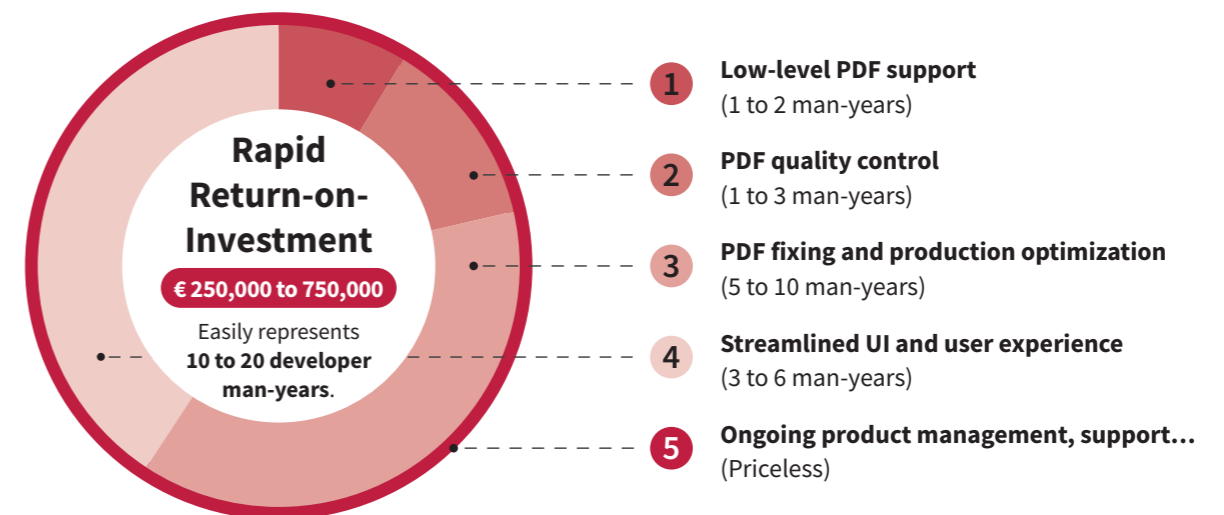 Rapid
Return-on-
Investment
€ 250,000 to 750,000
Easily represents
10 to 20 developer
man-years.
1
Low-level PDF support
(1 to 2 man-years)
2
PDF quality control
(1 to 3 man-years)
3
PDF fixing and production optimization
(5 to 10 man-years)
4
Streamlined UI and user experience
(3 to 6 man-years)
5
Ongoing product management, support...
(Priceless)